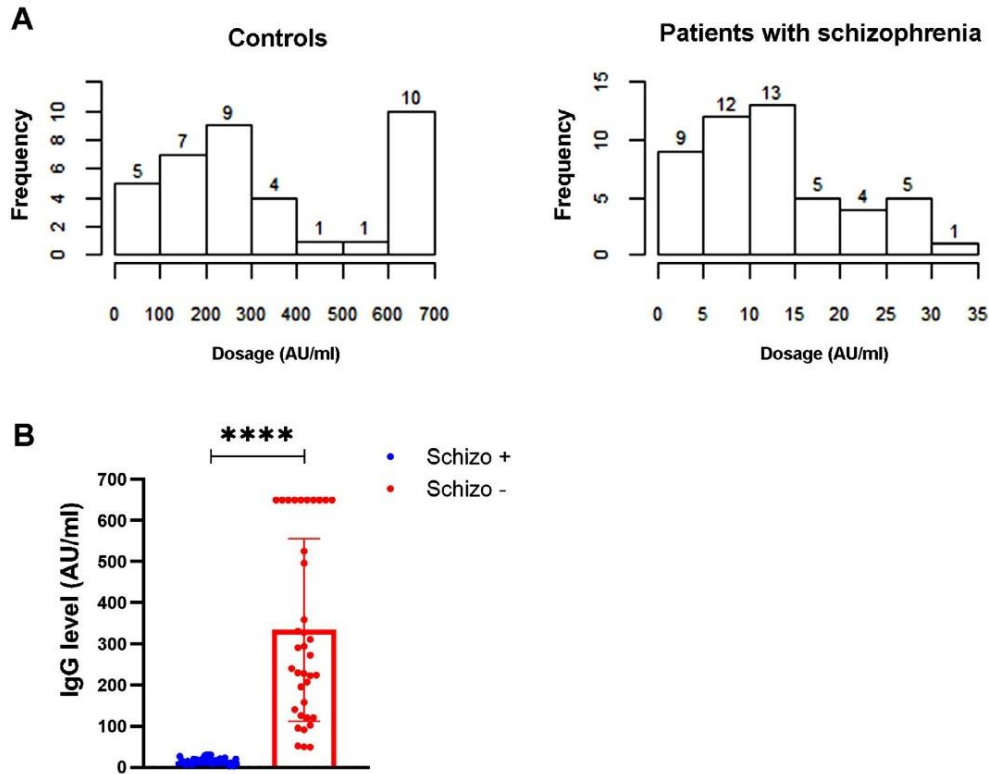 A
Controls
Patients with schizophrenia
Frequency
10
8
6
4
2
0
5
7
9
4
1
1
10
0 100 200 300 400 500 600 700
Dosage (AU/ml)
Frequency
15
10
5
0
9
12
13
5
4
5
1
0 5 10 15 20 25 30 35
Dosage (AU/ml)
B
****
Schizo +
Schizo -
IgG level (AU/ml)
700
600
500
400
300
200
100
0